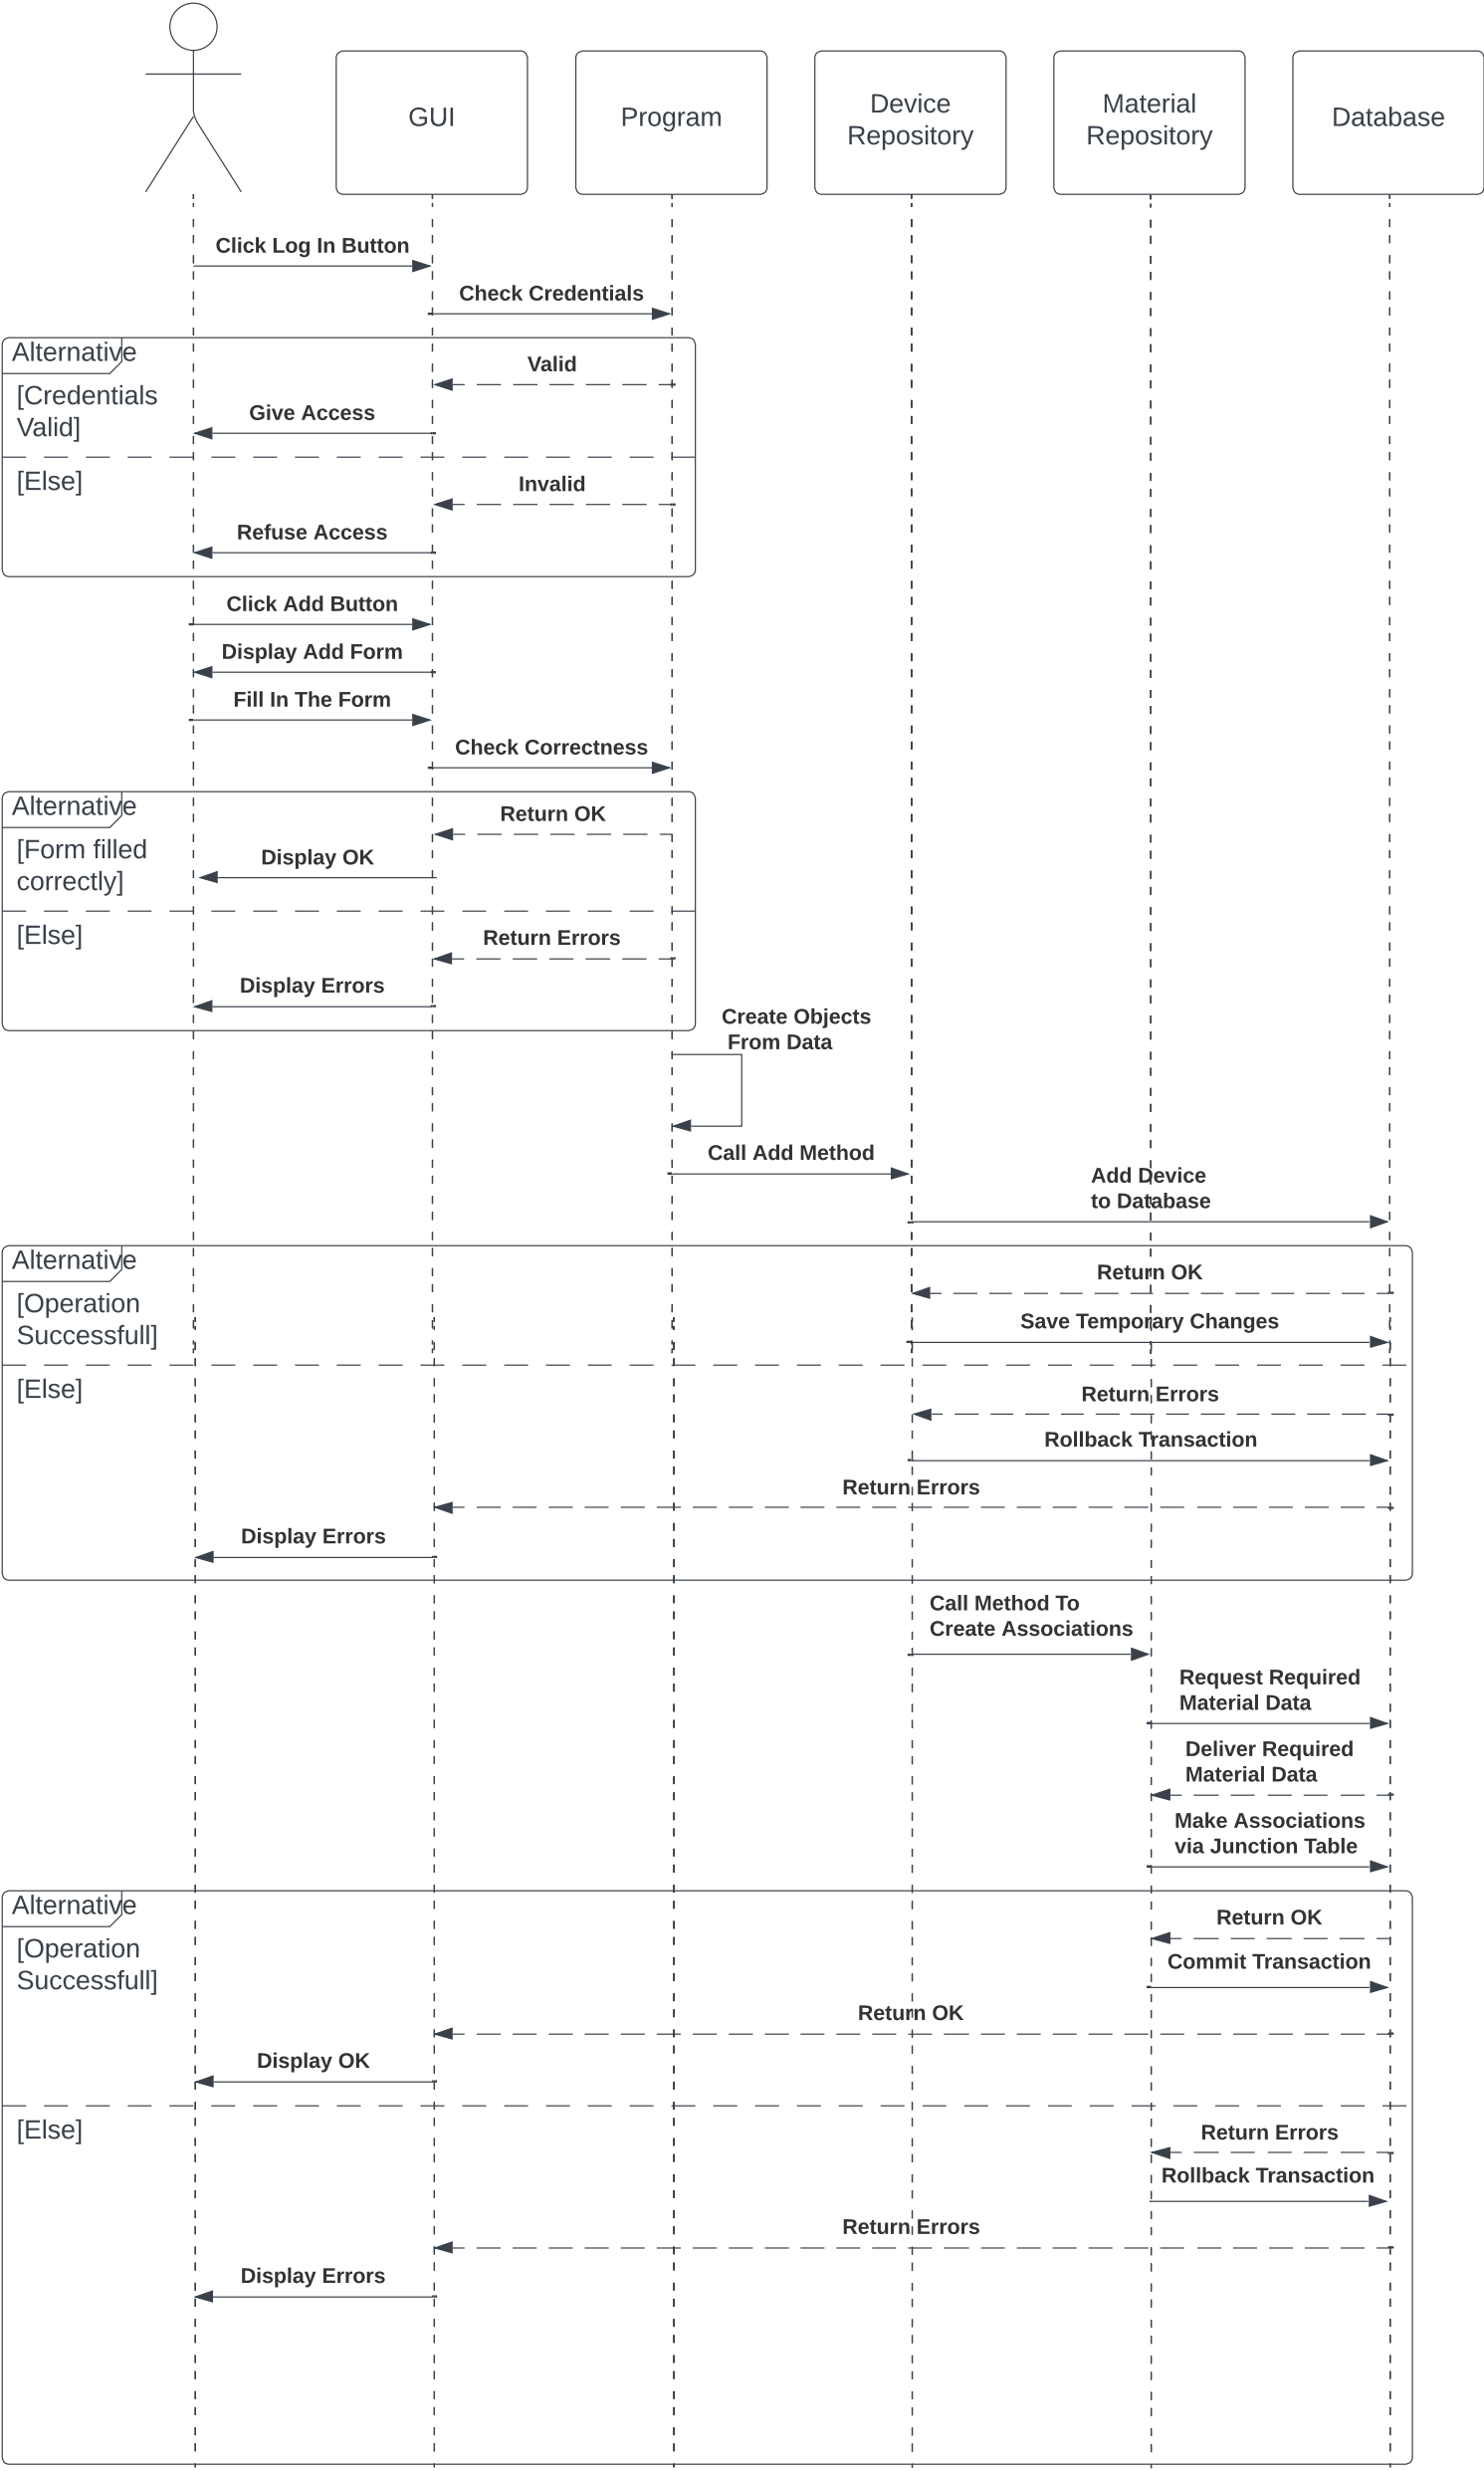 GUI
Program
Device
Repository
Material
Repository
Database
Click Log In Button
Check Credentials
Alternative
Valid
[Credentials
Valid]
Give Access
[Else]
Invalid
Refuse Access
Click Add Button
Display Add Form
Fill In The Form
Check Correctness
Alternative
Return OK
[Form filled
correctly]
Display OK
[Else]
Return Errors
Display Errors
Create Objects
From Data
Call Add Method
Add Device
to Database
Alternative
Return OK
[Operation
Successfull]
Save Temporary Changes
[Else]
Return Errors
Rollback Transaction
Return Errors
Display Errors
Call Method To
Create Associations
Request Required
Material Data
Deliver Required
Material Data
Make Associations
via Junction Table
Alternative
Return OK
[Operation
Successfull]
Commit Transaction
Return OK
Display OK
[Else]
Return Errors
Rollback Transaction
Return Errors
Display Errors